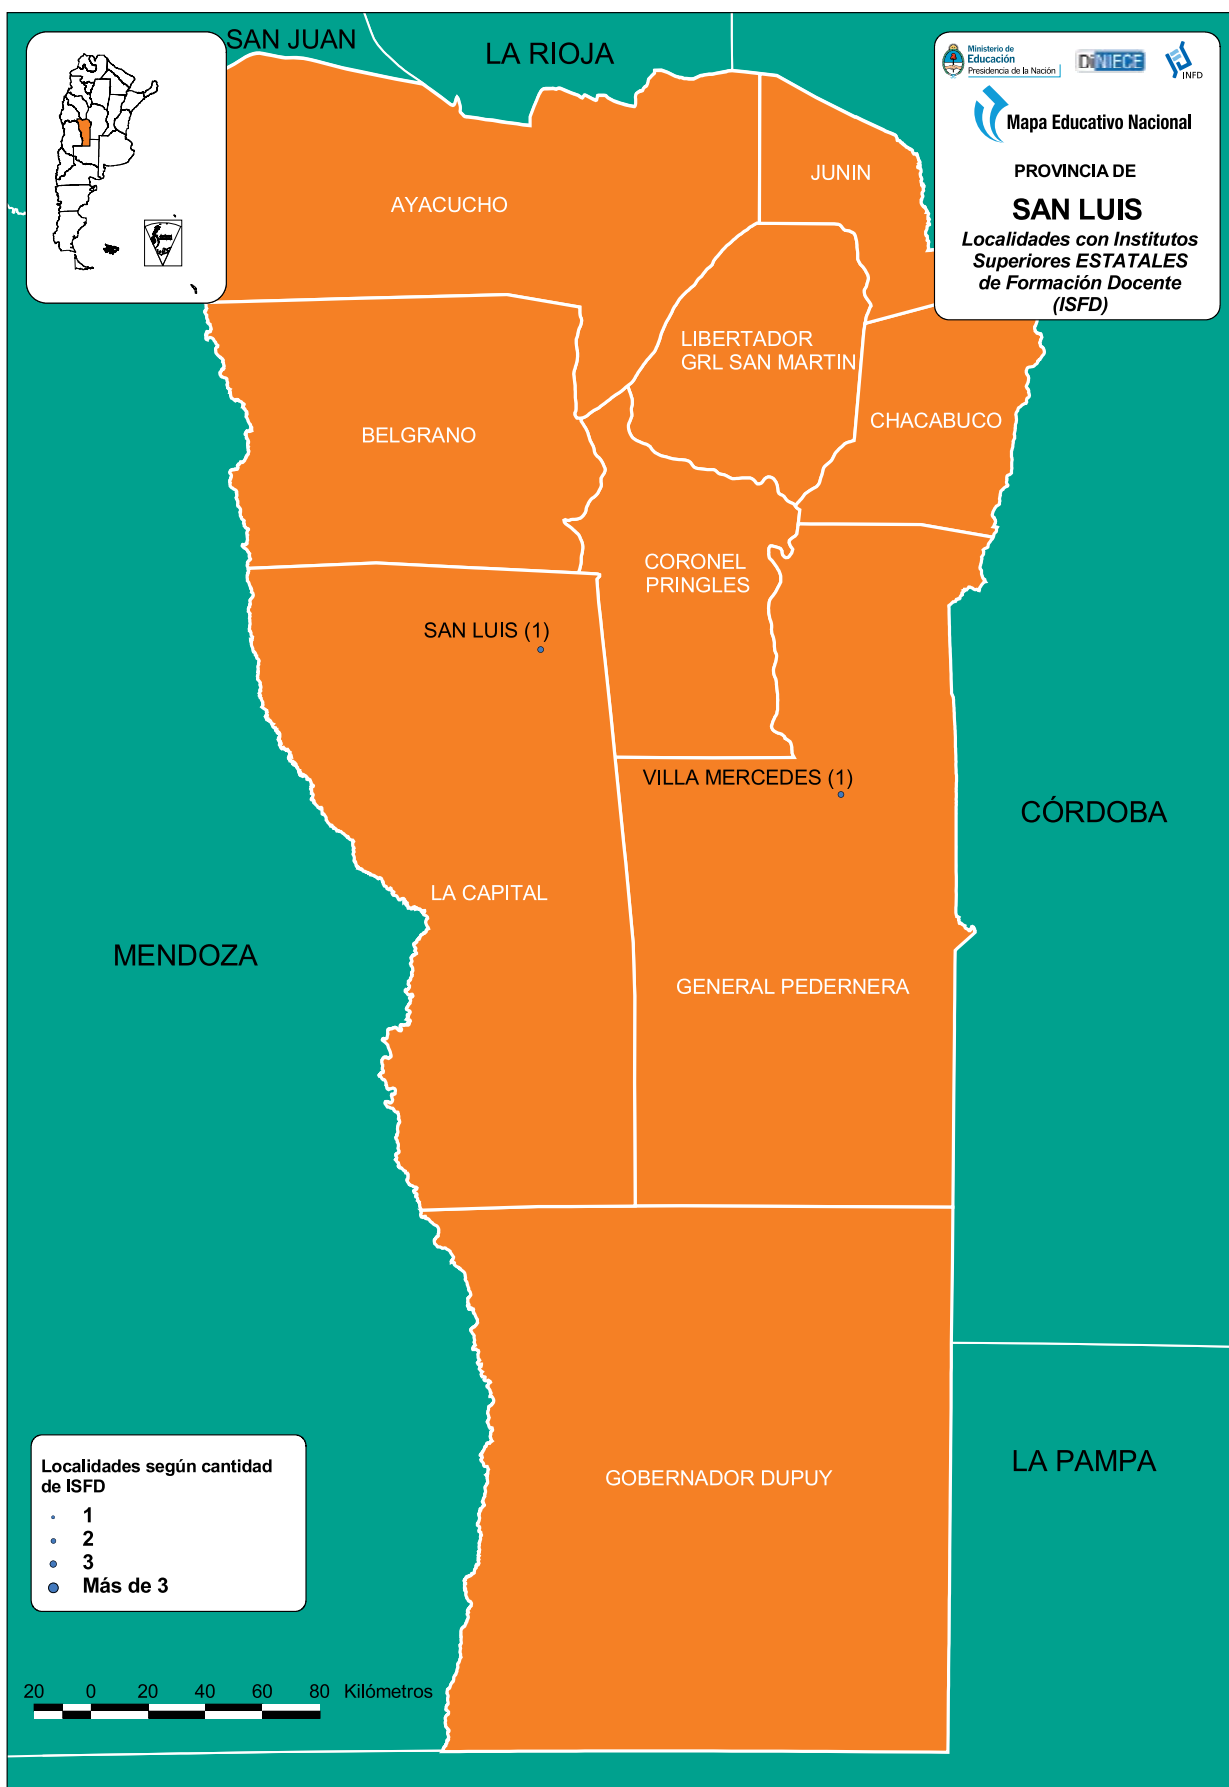 SAN JUAN
LA RIOJA
Ministerio de
Educación
Presidencia de la Nación
DiNIECE
INFD
Mapa Educativo Nacional
PROVINCIA DE
SAN LUIS
Localidades con Institutos
Superiores ESTATALES
de Formación Docente
(ISFD)
JUNIN
AYACUCHO
LIBERTADOR
GRL SAN MARTIN
CHACABUCO
BELGRANO
CORONEL
PRINGLES
SAN LUIS (1)
VILLA MERCEDES (1)
CÓRDOBA
LA CAPITAL
MENDOZA
GENERAL PEDERNERA
LA PAMPA
GOBERNADOR DUPUY
Localidades según cantidad
de ISFD
1
2
3
Más de 3
20 0 20 40 60 80 Kilómetros